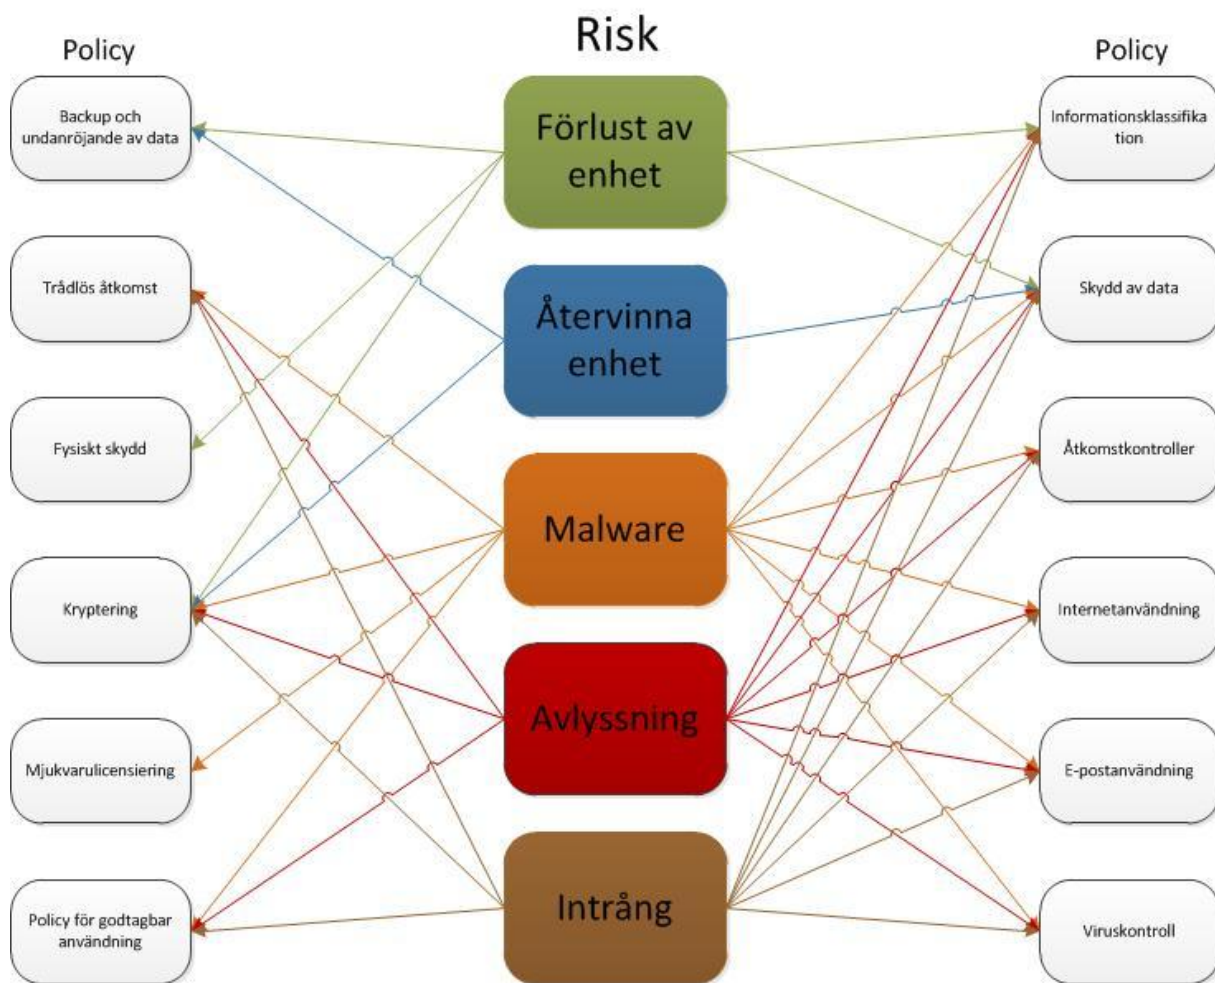 Risk
Policy
Policy
Backup och
undanröjande av data
Förlust av
enhet
Informationsklassifika
tion
Trådlös åtkomst
Återvinna
enhet
Skydd av data
Fysiskt skydd
Malware
Åtkomstkontroller
Kryptering
Avlyssning
Internetanvändning
Mjukvarulicensiering
E-postanvändning
Policy för godtagbar
användning
Intrång
Viruskontroll